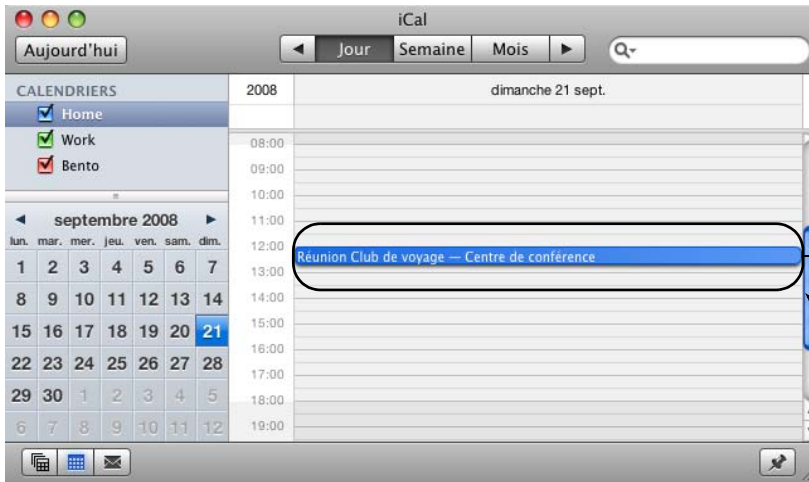 iCal
Aujourd'hui
Jour Semaine Mois
CALENDRIERS
Home
Work
Bento
septembre 2008
lun. mar. mer. jeu. ven. sam. dim.
1 2 3 4 5 6 7
8 9 10 11 12 13 14
15 16 17 18 19 20 21
22 23 24 25 26 27 28
29 30 1 2 3 4 5
6 7 8 9 10 11 12
2008 dimanche 21 sept.
08:00
09:00
10:00
11:00
12:00
Réunion Club de voyage — Centre de conférence
13:00
14:00
15:00
16:00
17:00
18:00
19:00